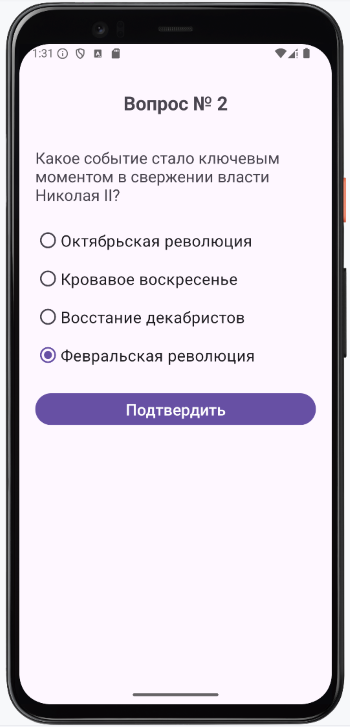 1:31
Вопрос № 2
Какое событие стало ключевым
моментом в свержении власти
Николая II?
Октябрьская революция
Кровавое воскресенье
Восстание декабристов
Февральская революция
Подтвердить